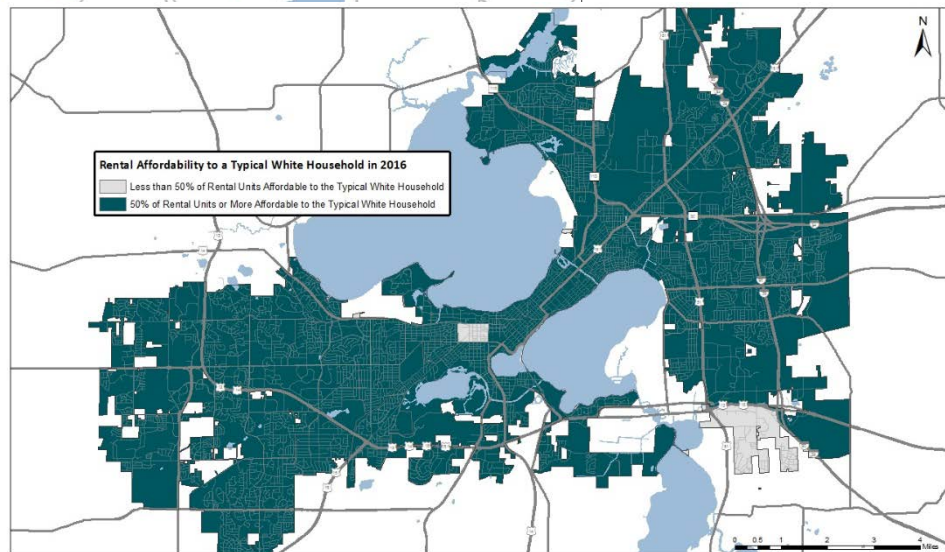 N
Rental Affordability to a Typical White Household in 2016
Less than 50% of Rental Units Affordable to the Typical White Household
50% of Rental Units or More Affordable to the Typical White Household
0 0.5 1 2 3 4
Miles